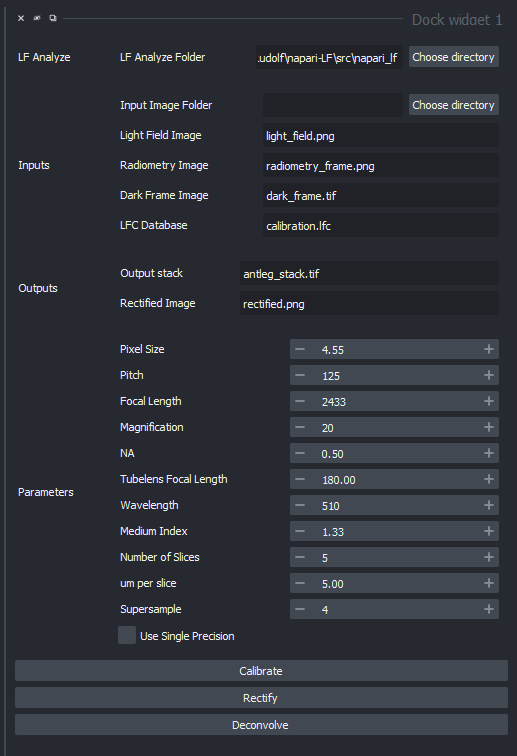 Dock widget 1
LF Analyze LF Analyze Folder .udolf\napari-LF\src\napari_lf Choose directory
Input Image Folder Choose directory
Light Field Image light_field.png
Inputs Radiometry Image radiometry_frame.png
Dark Frame Image dark_frame.tif
LFC Database calibration.lfc
Output stack antleg_stack.tif
Outputs
Rectified Image rectified.png
Pixel Size − 4.55 +
Pitch − 125 +
Focal Length − 2433 +
Magnification − 20 +
NA − 0.50 +
Tubelens Focal Length − 180.00 +
Parameters Wavelength − 510 +
Medium Index − 1.33 +
Number of Slices − 5 +
um per slice − 5.00 +
Supersample − 4 +
Use Single Precision
Calibrate
Rectify
Deconvolve